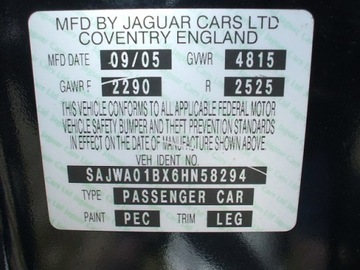 MFD BY JAGUAR CARS LTD
COVENTRY ENGLAND
MFD DATE 09/05 GVWR 4815
GAWR F 2290 R 2525
THIS VEHICLE CONFORMS TO ALL APPLICABLE FEDERAL MOTOR
VEHICLE SAFETY, BUMPER AND THEFT PREVENTION STANDARDS
IN EFFECT ON THE DATE OF MANUFACTURE SHOWN ABOVE.
VEH IDENT NO.
SAJWA01BX6HN58294
TYPE PASSENGER CAR
PAINT PEC TRIM LEG